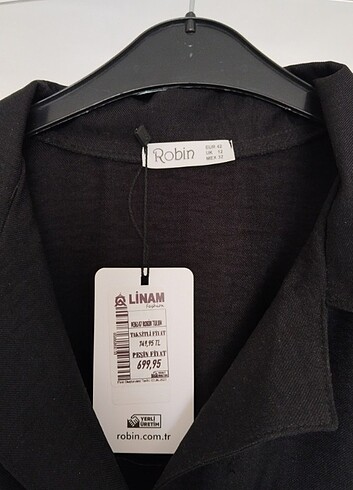 Robin
EUR 42
UK 12
MEX 32
LİNAM
TAKSİTLİ FİYAT
749,95 TL
PEŞİN FİYAT
699,95
YERLİ
ÜRETİM
robin.com.tr